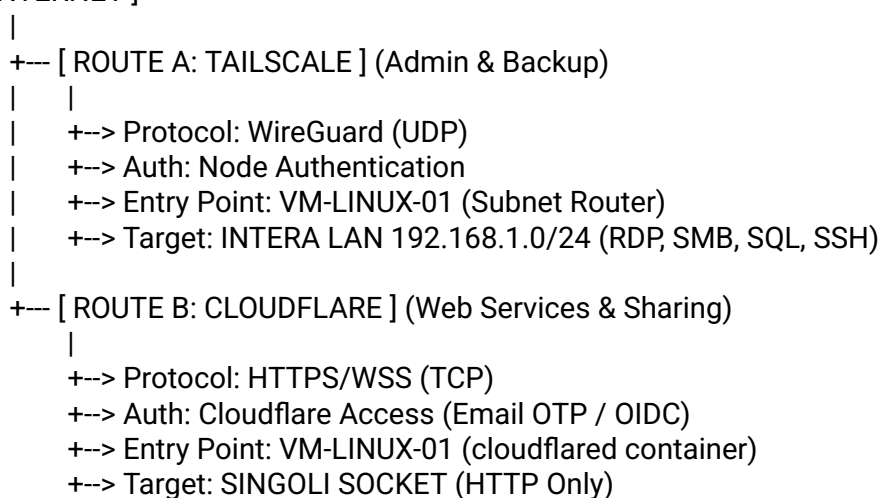 |
+--- [ ROUTE A: TAILSCALE ] (Admin & Backup)
| |
| +--> Protocol: WireGuard (UDP)
| +--> Auth: Node Authentication
| +--> Entry Point: VM-LINUX-01 (Subnet Router)
| +--> Target: INTERA LAN 192.168.1.0/24 (RDP, SMB, SQL, SSH)
|
+--- [ ROUTE B: CLOUDFLARE ] (Web Services & Sharing)
|
+--> Protocol: HTTPS/WSS (TCP)
+--> Auth: Cloudflare Access (Email OTP / OIDC)
+--> Entry Point: VM-LINUX-01 (cloudflared container)
+--> Target: SINGOLI SOCKET (HTTP Only)